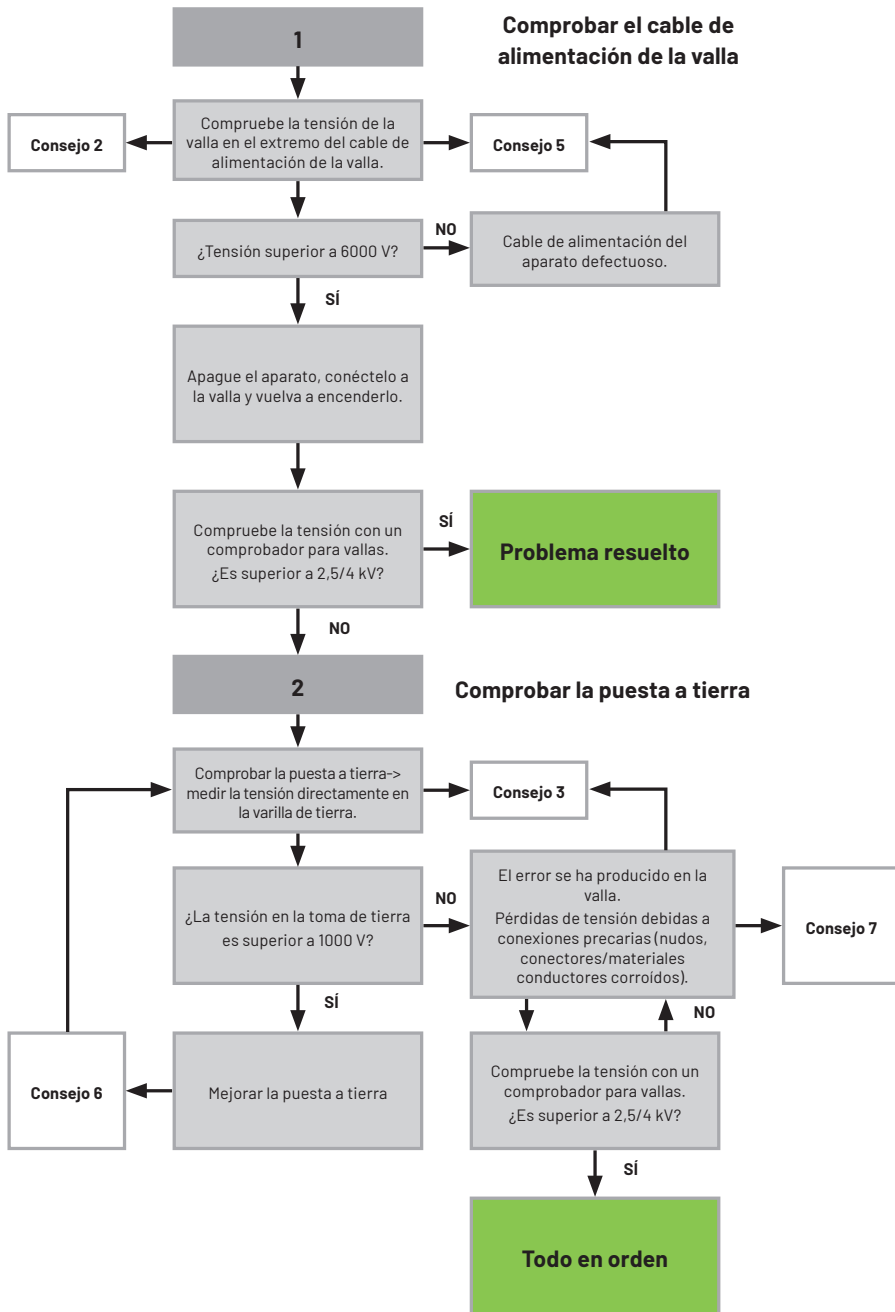 1
Comprobar el cable de
alimentación de la valla
Consejo 2
Compruebe la tensión de la
valla en el extremo del cable de
alimentación de la valla.
Consejo 5
¿Tensión superior a 6000 V?
NO
Cable de alimentación del
aparato defectuoso.
SÍ
Apague el aparato, conéctelo a
la valla y vuelva a encenderlo.
Compruebe la tensión con un
comprobador para vallas.
¿Es superior a 2,5/4 kV?
SÍ
Problema resuelto
NO
2
Comprobar la puesta a tierra
Comprobar la puesta a tierra->
medir la tensión directamente en
la varilla de tierra.
Consejo 3
¿La tensión en la toma de tierra
es superior a 1000 V?
NO
El error se ha producido en la
valla.
Pérdidas de tensión debidas a
conexiones precarias (nudos,
conectores/materiales
conductores corroídos).
Consejo 7
SÍ
NO
Consejo 6
Mejorar la puesta a tierra
Compruebe la tensión con un
comprobador para vallas.
¿Es superior a 2,5/4 kV?
SÍ
Todo en orden